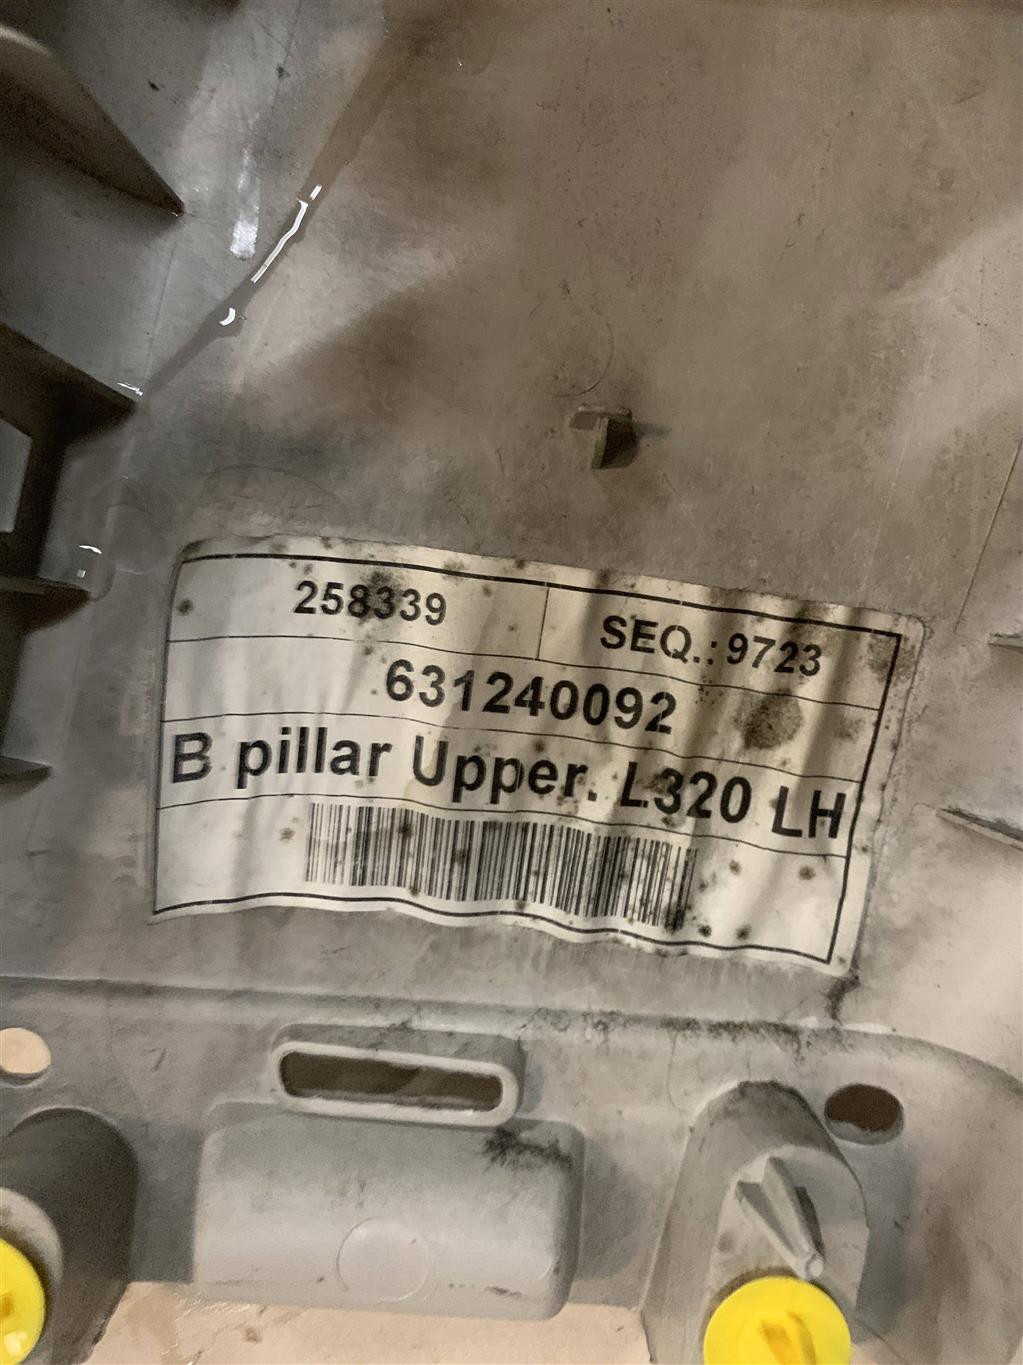 258339 SEQ.: 9723
631240092
B pillar Upper. L320 LH